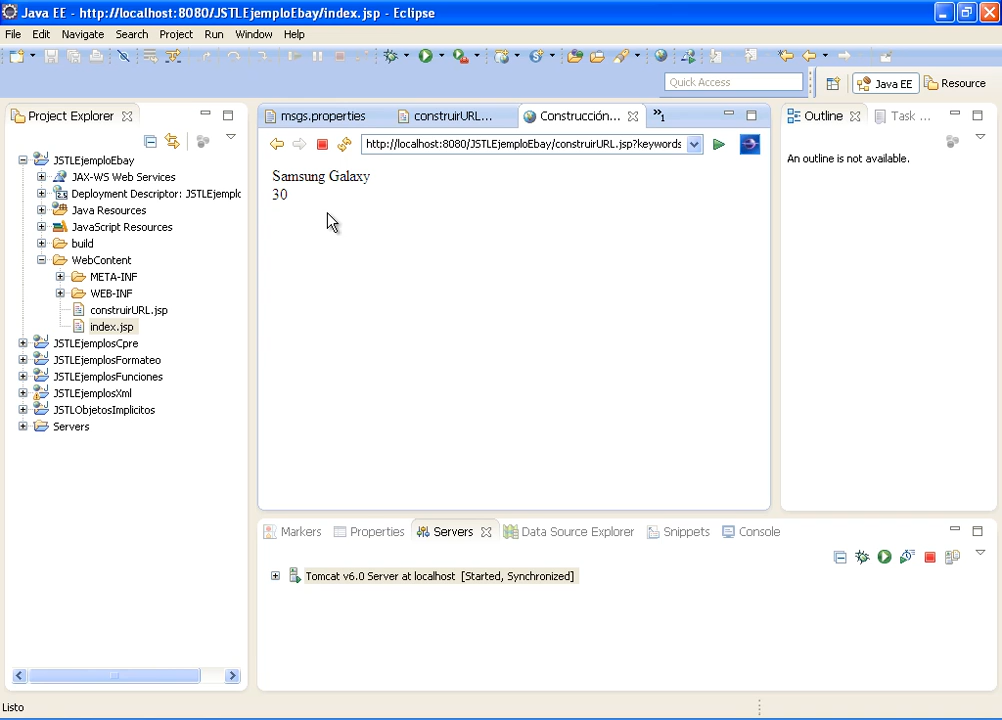 Java EE - http://localhost:8080/JSTLEjemploEbay/index.jsp - Eclipse
File Edit Navigate Search Project Run Window Help
Quick Access
Java EE
Resource
Project Explorer
JSTLEjemploEbay
JAX-WS Web Services
Deployment Descriptor: JSTLEjemplc
Java Resources
JavaScript Resources
build
WebContent
META-INF
WEB-INF
construirURL.jsp
index.jsp
JSTLEjemplosCpre
JSTLEjemplosFormateo
JSTLEjemplosFunciones
JSTLEjemplosXml
JSTLObjetosImplicitos
Servers
msgs.properties
construirURL...
Construcción...
»1
http://localhost:8080/JSTLEjemploEbay/construirURL.jsp?keywords
Samsung Galaxy
30
Outline
Task ...
An outline is not available.
Markers
Properties
Servers
Data Source Explorer
Snippets
Console
Tomcat v6.0 Server at localhost [Started, Synchronized]
Listo